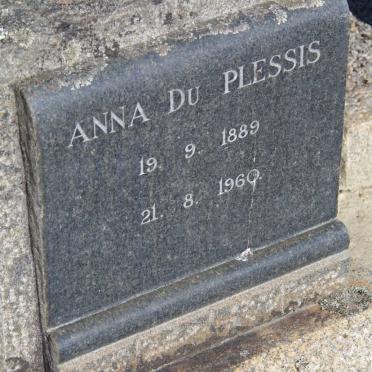 ANNA DU PLESSIS
19. 9. 1889
21. 8. 1960.